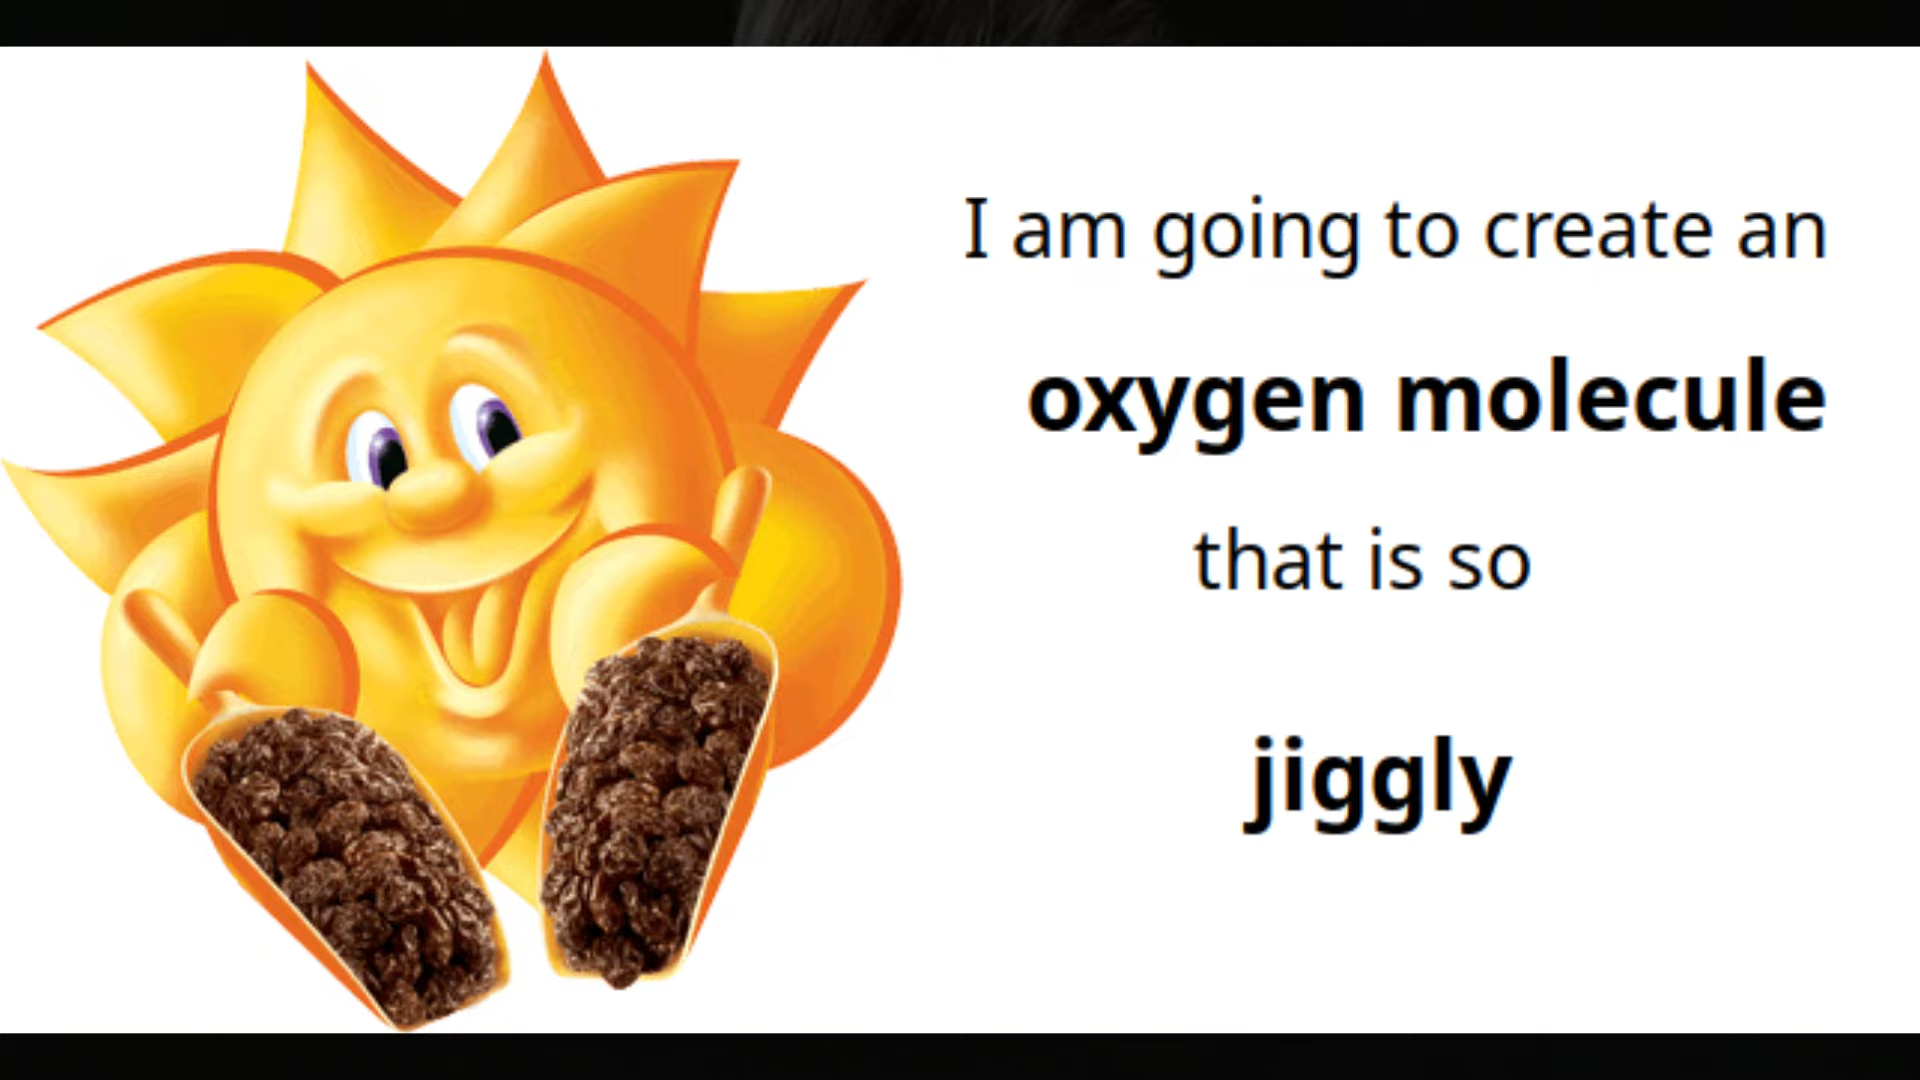 I am going to create an
oxygen molecule
that is so
jiggly